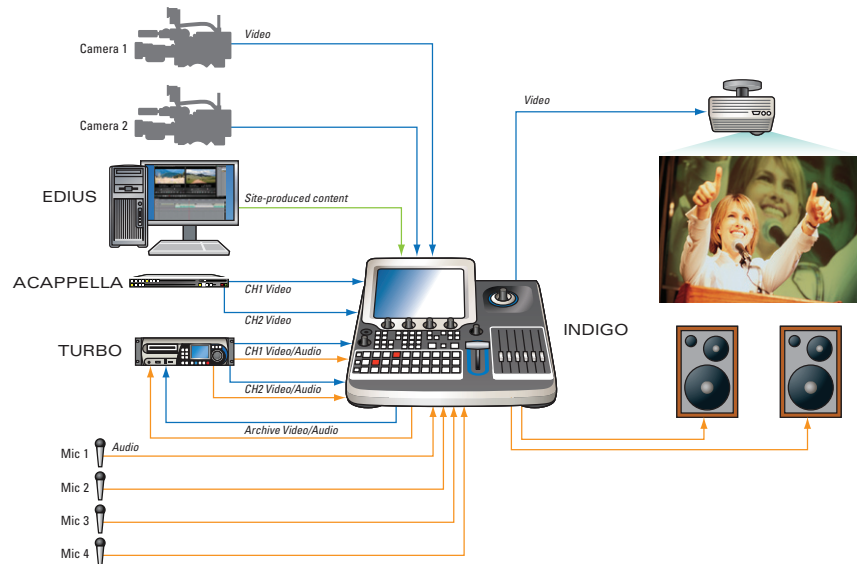 Camera 1
Video
Camera 2
Video
EDIUS
Site-produced content
ACAPPELLA
CH1 Video
CH2 Video
INDIGO
TURBO
CH1 Video/Audio
CH2 Video/Audio
Archive Video/Audio
Mic 1
Audio
Mic 2
Mic 3
Mic 4